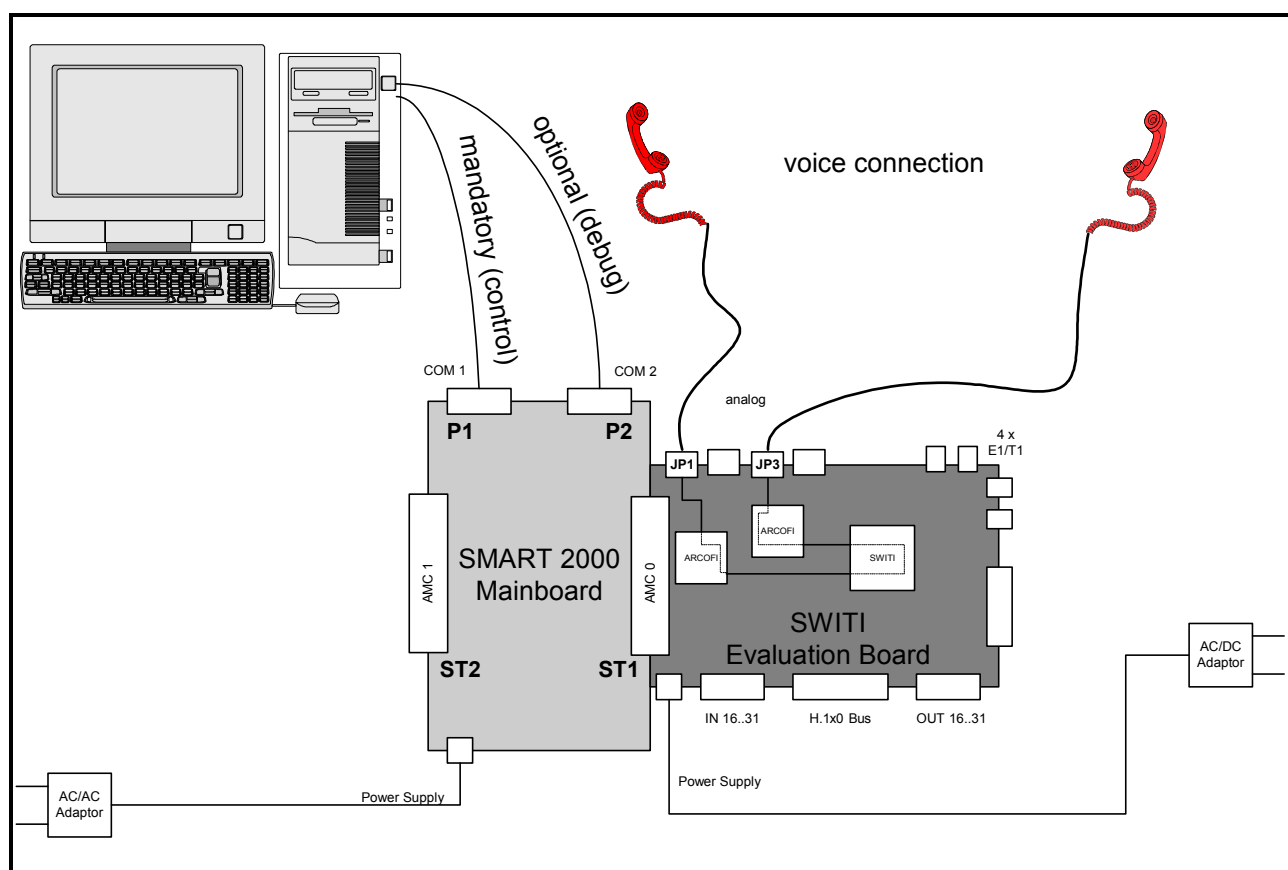 mandatory (control)
optional (debug)
voice connection
COM 1
COM 2
P1
P2
analog
4 x
E1/T1
JP1
JP3
ARCOFI
ARCOFI
SWITI
AMC 1
SMART 2000
Mainboard
AMC 0
SWITI
Evaluation Board
ST2
ST1
AC/DC
Adaptor
IN 16..31
H.1x0 Bus
OUT 16..31
Power Supply
AC/AC
Adaptor
Power Supply